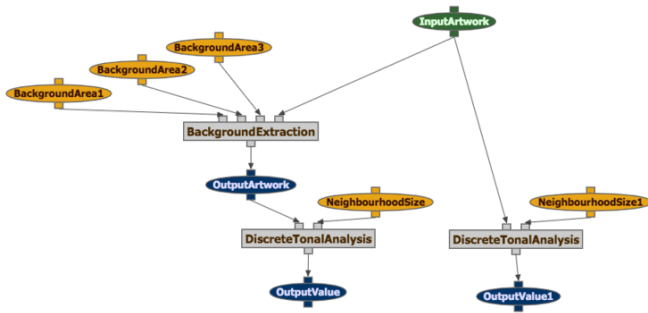 InputArtwork
BackgroundArea3
BackgroundArea2
BackgroundArea1
BackgroundExtraction
OutputArtwork
NeighbourhoodSize
NeighbourhoodSize1
DiscreteTonalAnalysis
DiscreteTonalAnalysis
OutputValue
OutputValue1